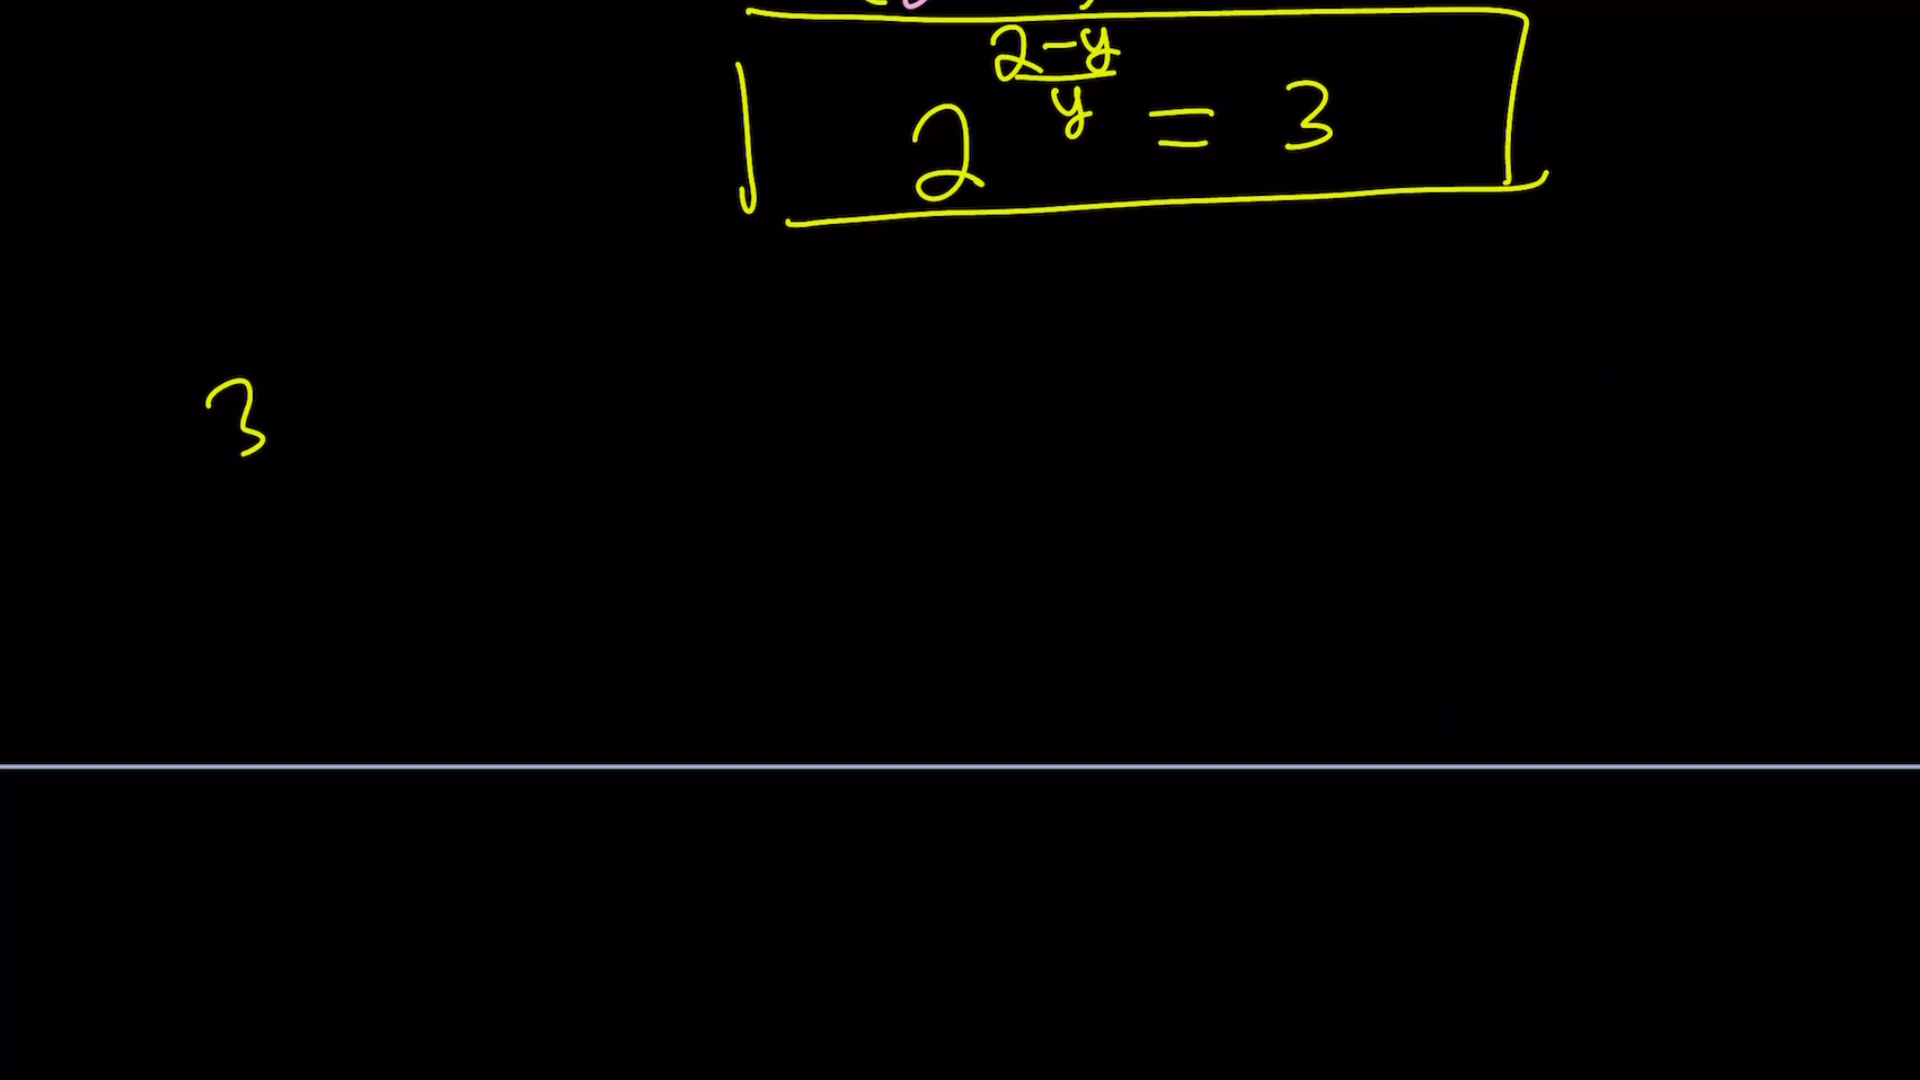 2^((2-y)/y) = 3
3